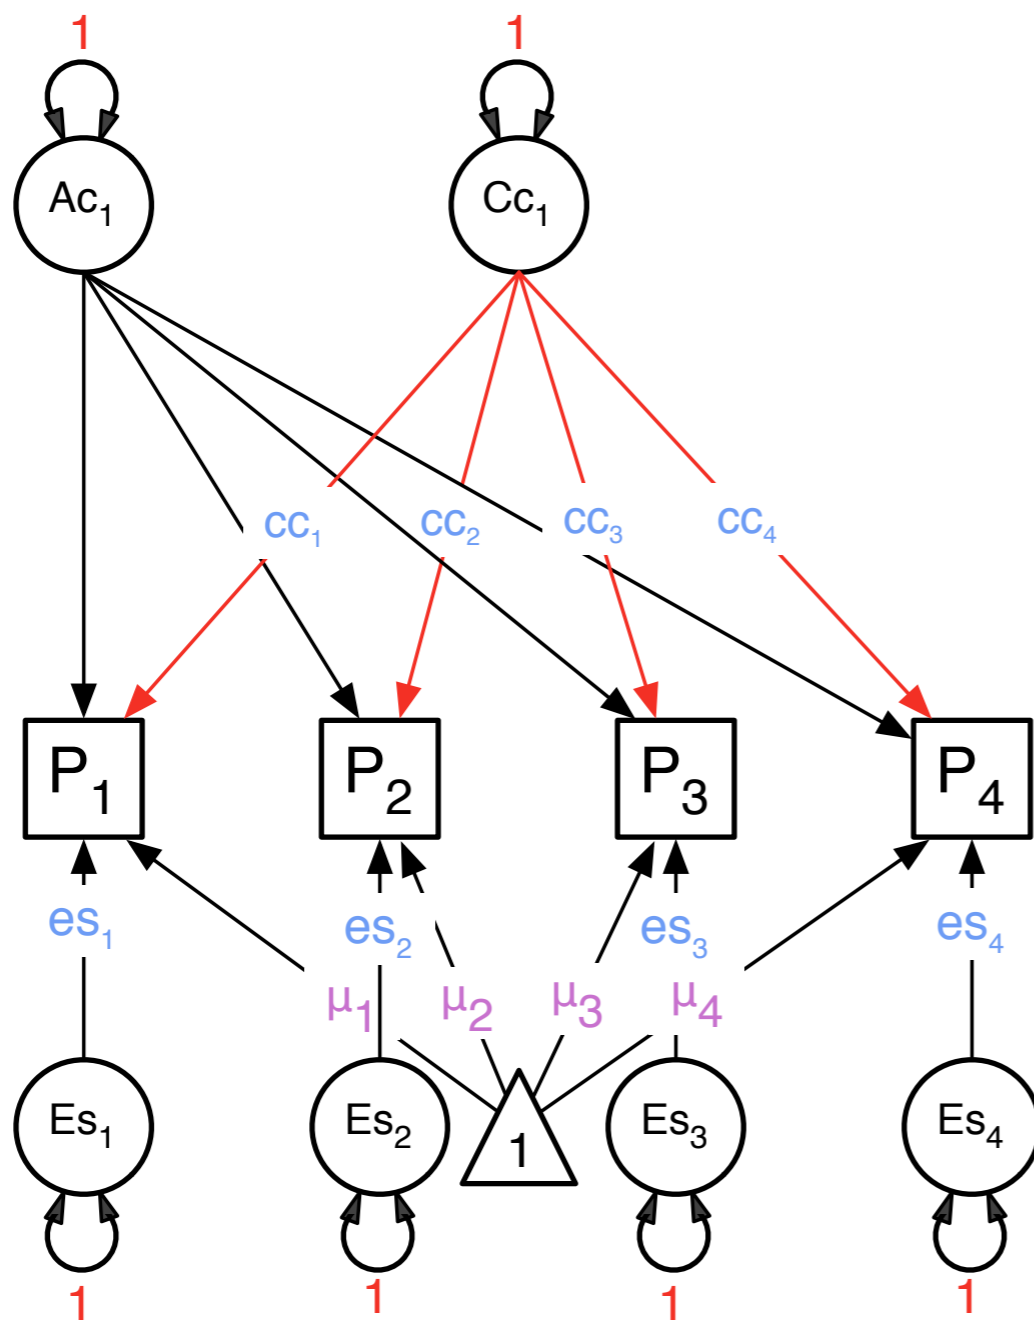 1 1
Ac1 Cc1
cc1 cc2 cc3 cc4
P1 P2 P3 P4
es1 es2 es3 es4
μ1 μ2 μ3 μ4
Es1 Es2 1 Es3 Es4
1 1 1 1